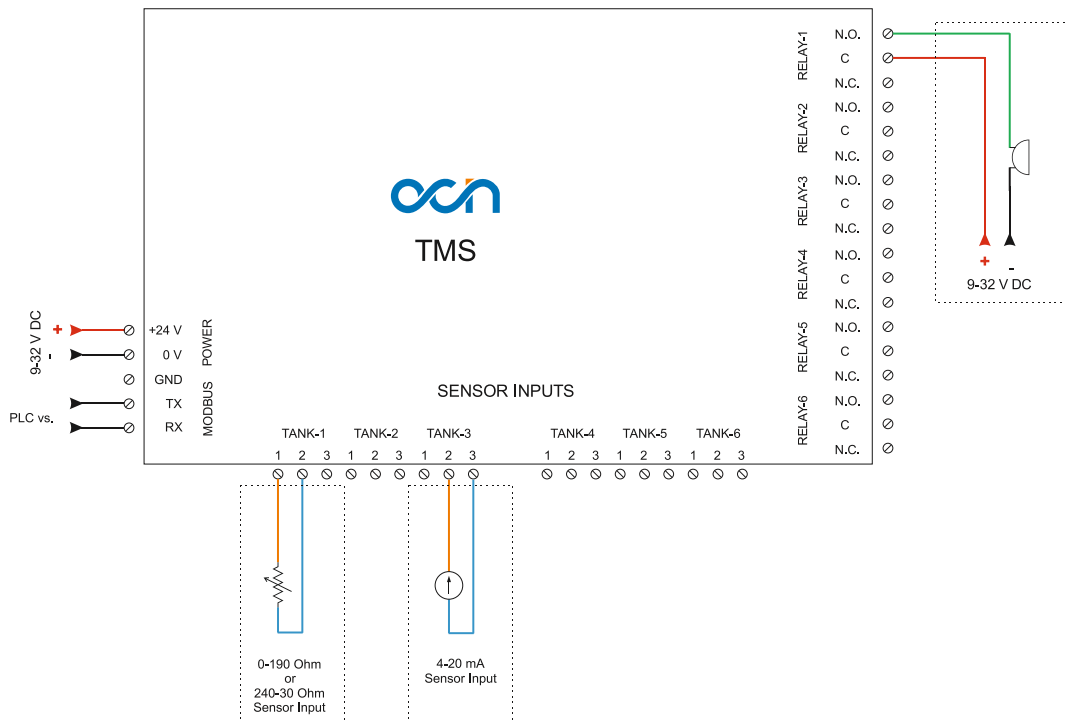 ocn
TMS
RELAY-1
N.O.
C
N.C.
RELAY-2
N.O.
C
N.C.
RELAY-3
N.O.
C
N.C.
RELAY-4
N.O.
C
N.C.
RELAY-5
N.O.
C
N.C.
RELAY-6
N.O.
C
N.C.
+
-
9-32 V DC
9-32 V DC
+
-
+24 V
0 V
GND
TX
RX
POWER
MODBUS
PLC vs.
SENSOR INPUTS
TANK-1 TANK-2 TANK-3 TANK-4 TANK-5 TANK-6
1 2 3 1 2 3 1 2 3 1 2 3 1 2 3 1 2 3
0-190 Ohm
or
240-30 Ohm
Sensor Input
4-20 mA
Sensor Input